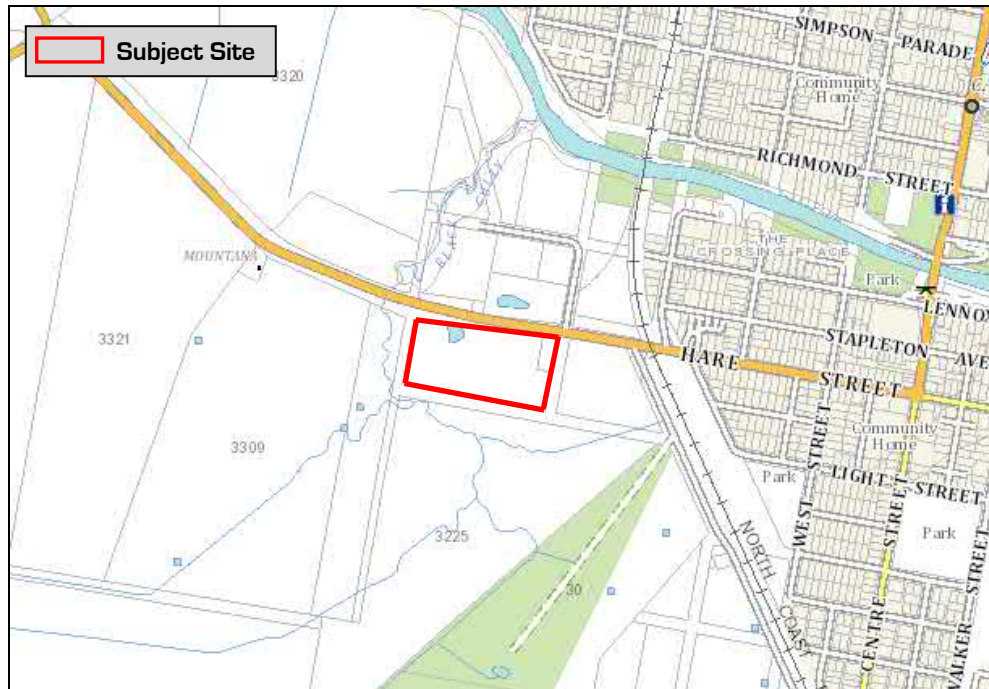 Subject Site
SIMPSON PARADE
3320
Community
Home
C.
RICHMOND STREET
THE
CROSSING PLACE
MOUNTANA
Park
LENNOX
3321
STAPLETON AVE
HARE STREET
Community
Home
3309
LIGHT STREET
Park
WEST STREET
Park
3225
NORTH COAST
30
CENTRE STREET
WALKER STREET